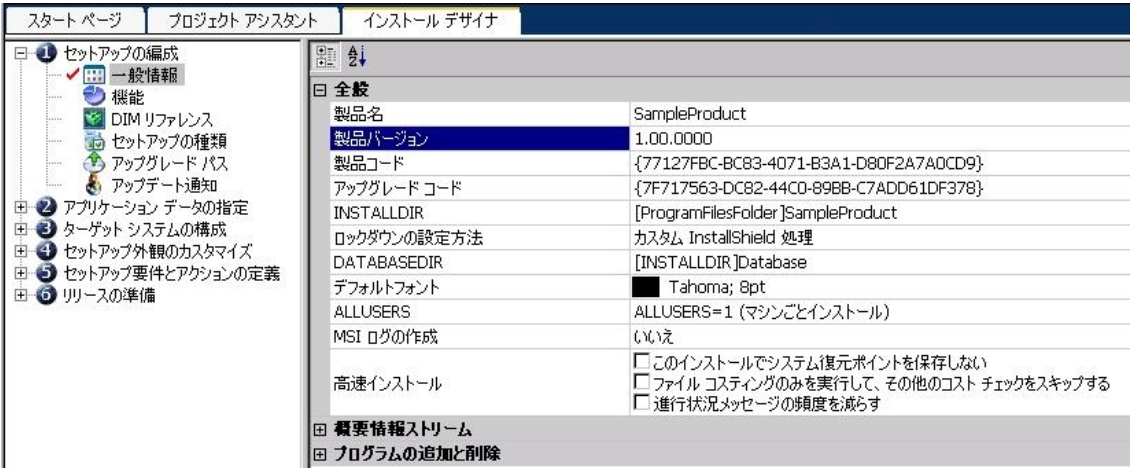 スタート ページ プロジェクト アシスタント インストール デザイナ
1 セットアップの編成
一般情報
機能
DIM リファレンス
セットアップの種類
アップグレード パス
アップデート通知
2 アプリケーション データの指定
3 ターゲット システムの構成
4 セットアップ外観のカスタマイズ
5 セットアップ要件とアクションの定義
6 リリースの準備
全般
製品名 SampleProduct
製品バージョン 1.00.0000
製品コード {77127FBC-BC83-4071-B3A1-D80F2A7A0CD9}
アップグレード コード {7F717563-DC82-44C0-89BB-C7ADD61DF378}
INSTALLDIR [ProgramFilesFolder]SampleProduct
ロックダウンの設定方法 カスタム InstallShield 処理
DATABASEDIR [INSTALLDIR]Database
デフォルトフォント Tahoma; 8pt
ALLUSERS ALLUSERS=1 (マシンごとインストール)
MSI ログの作成 いいえ
高速インストール
このインストールでシステム復元ポイントを保存しない
ファイル コスティングのみを実行して、その他のコスト チェックをスキップする
進行状況メッセージの頻度を減らす
概要情報ストリーム
プログラムの追加と削除